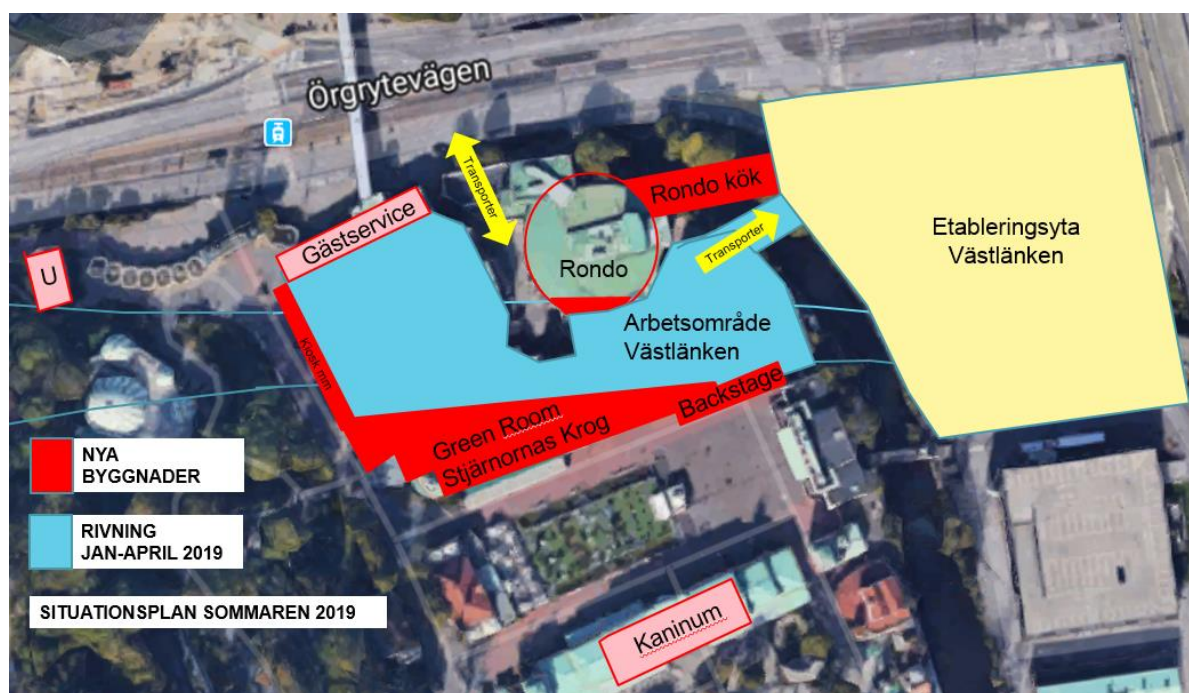 Örgrytevägen
Transporter
Rondo kök
Gästservice
U
Etableringsyta
Västlänken
Transporter
Rondo
Arbetsområde
Västlänken
Kiosk mm
Backstage
Green Room
Stjärnornas Krog
NYA
BYGGNADER
RIVNING
JAN-APRIL 2019
SITUATIONSPLAN SOMMAREN 2019
Kaninum